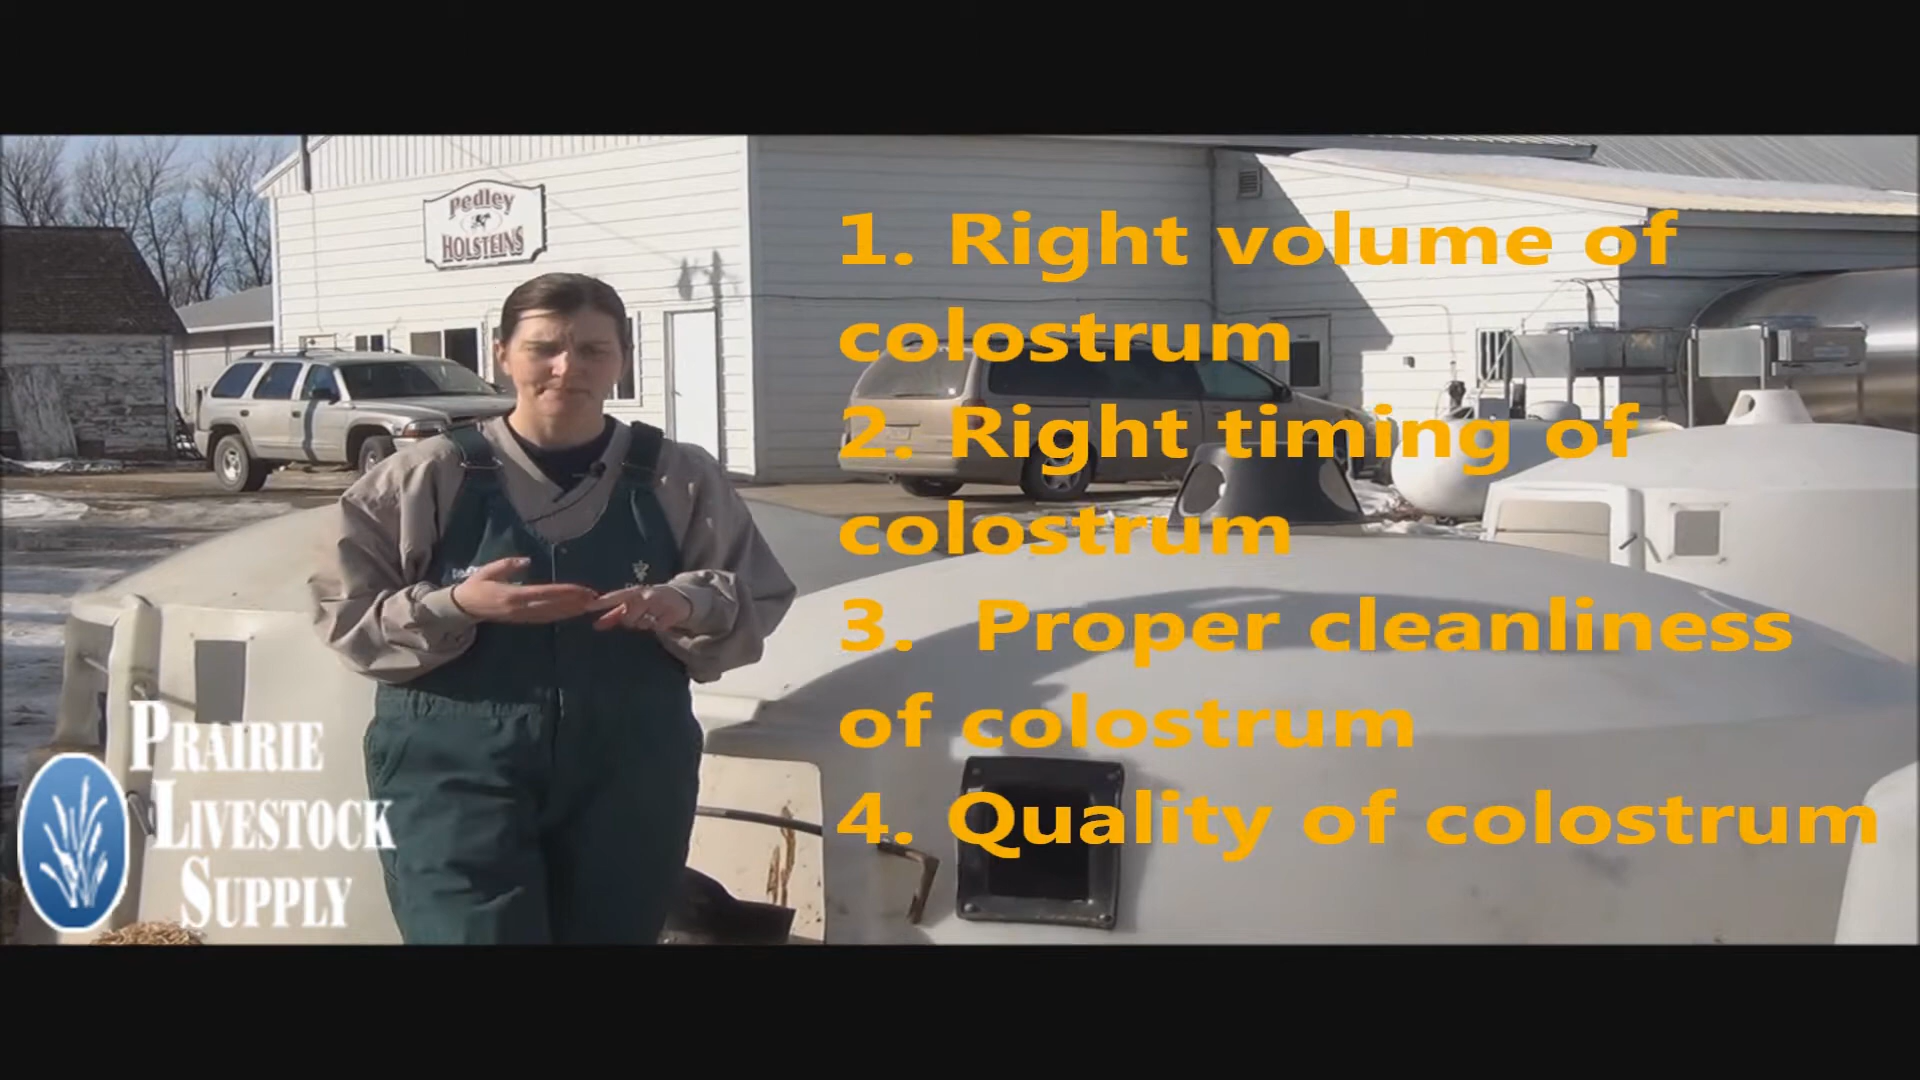 Pedley
HOLSTEINS
1. Right volume of
colostrum
2. Right timing of
colostrum
3. Proper cleanliness
of colostrum
4. Quality of colostrum
PRAIRIE
LIVESTOCK
SUPPLY